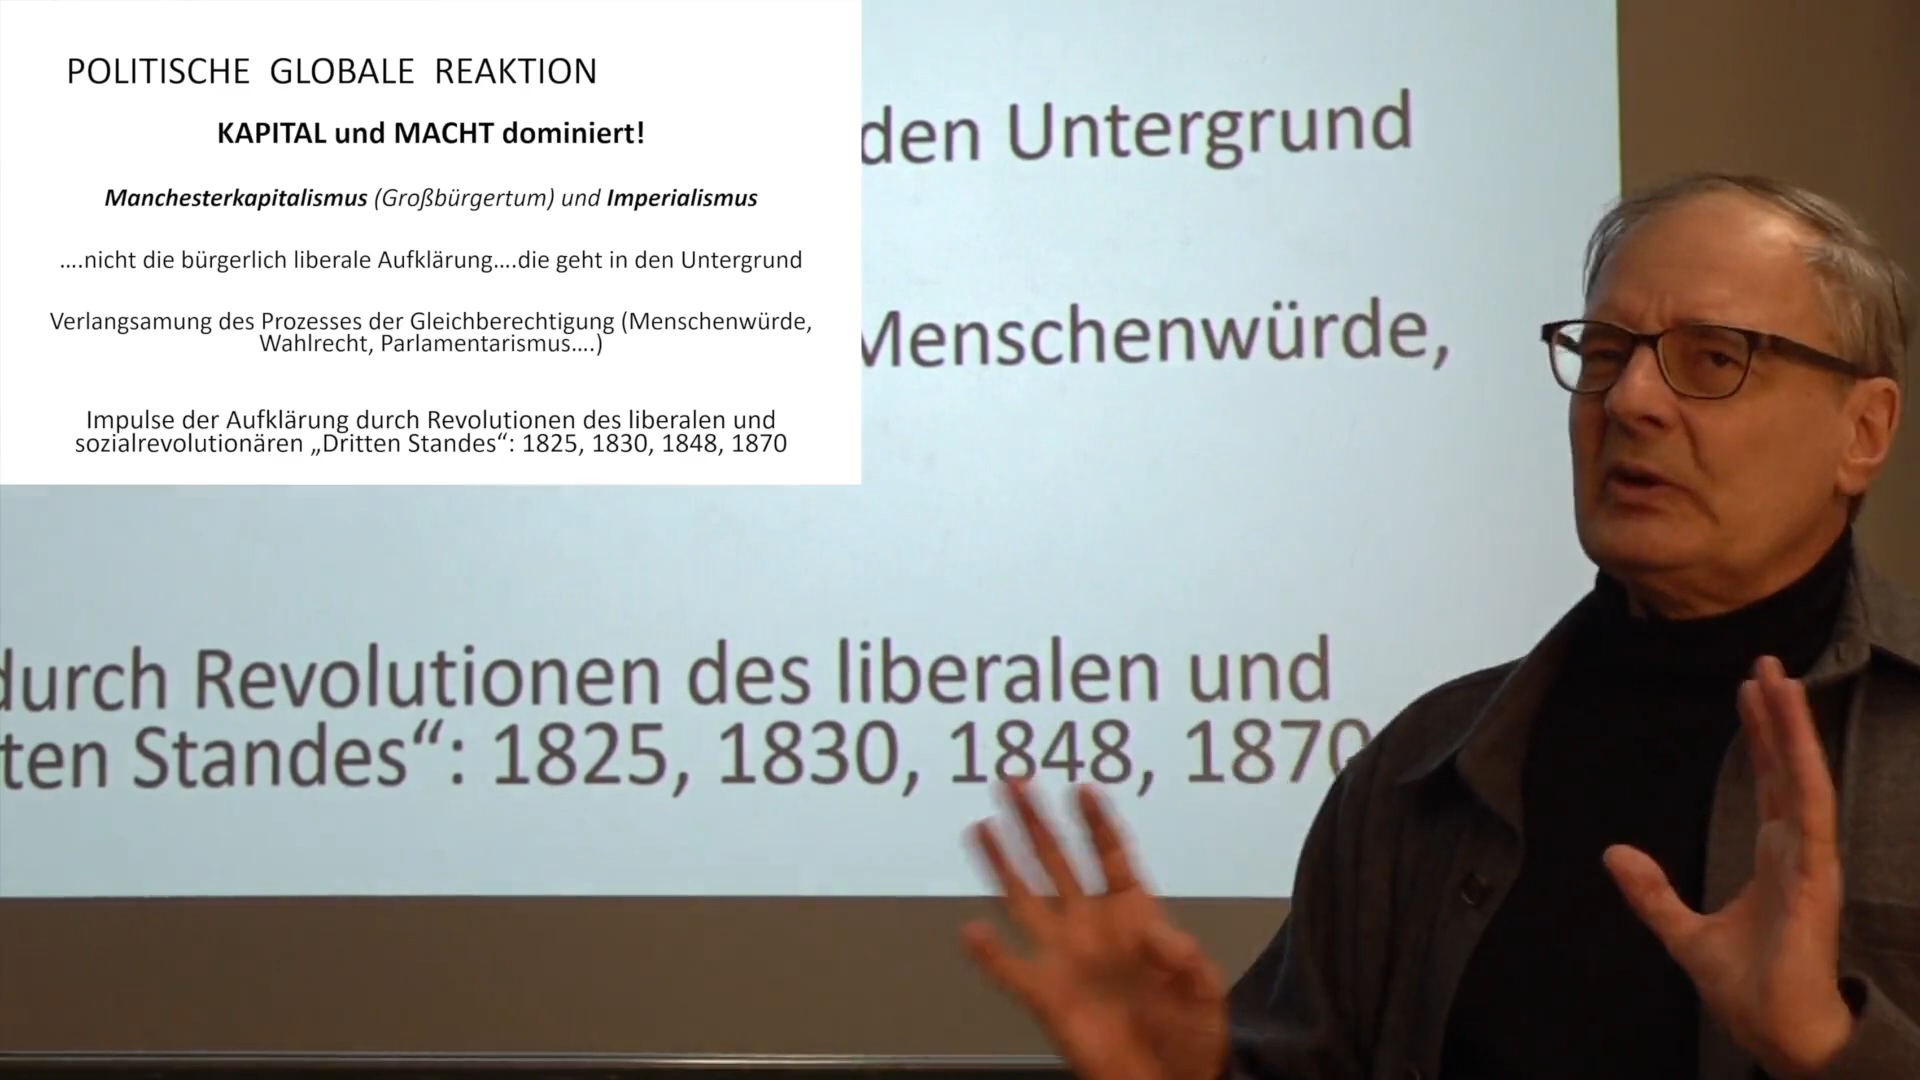 POLITISCHE GLOBALE REAKTION
KAPITAL und MACHT dominiert!
Manchesterkapitalismus (Großbürgertum) und Imperialismus
....nicht die bürgerlich liberale Aufklärung....die geht in den Untergrund
Verlangsamung des Prozesses der Gleichberechtigung (Menschenwürde,
Wahlrecht, Parlamentarismus....)
Impulse der Aufklärung durch Revolutionen des liberalen und
sozialrevolutionären „Dritten Standes“: 1825, 1830, 1848, 1870
den Untergrund
Menschenwürde,
durch Revolutionen des liberalen und
ten Standes“: 1825, 1830, 1848, 1870